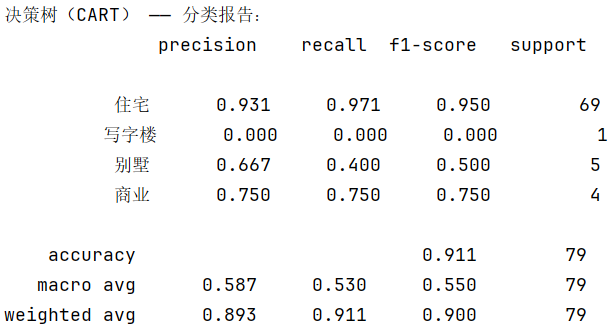 决策树（CART） —— 分类报告：
precision recall f1-score support
住宅 0.931 0.971 0.950 69
写字楼 0.000 0.000 0.000 1
别墅 0.667 0.400 0.500 5
商业 0.750 0.750 0.750 4
accuracy 0.911 79
macro avg 0.587 0.530 0.550 79
weighted avg 0.893 0.911 0.900 79